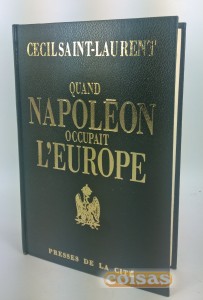 CECIL SAINT-LAURENT
QUAND
NAPOLÉON
OCCUPAIT
L'EUROPE
PRESSES DE LA CITÉ
coisas